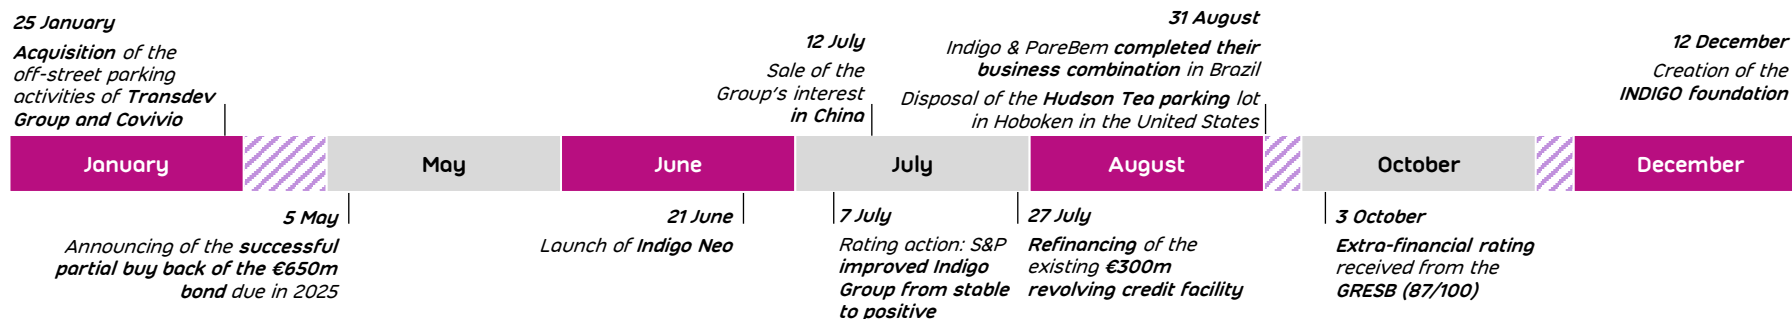 25 January
Acquisition of the
off-street parking
activities of Transdev
Group and Covivio
12 July
Sale of the
Group's interest
in China
31 August
Indigo & PareBem completed their
business combination in Brazil
Disposal of the Hudson Tea parking lot
in Hoboken in the United States
12 December
Creation of the
INDIGO foundation
January
May
June
July
August
October
December
5 May
Announcing of the successful
partial buy back of the €650m
bond due in 2025
21 June
Launch of Indigo Neo
7 July
Rating action: S&P
improved Indigo
Group from stable
to positive
27 July
Refinancing of the
existing €300m
revolving credit facility
3 October
Extra-financial rating
received from the
GRESB (87/100)